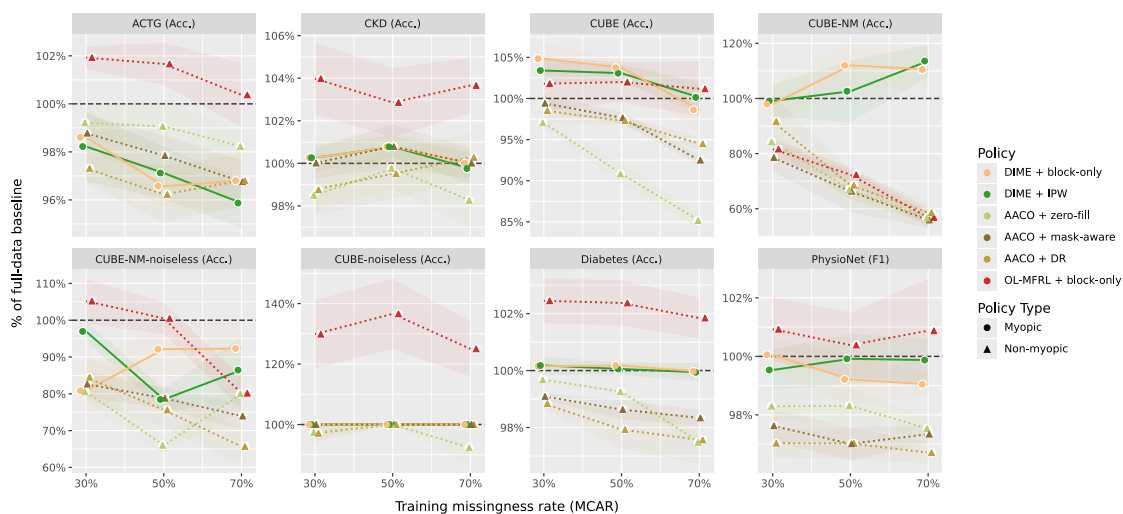 ACTG (Acc.)
CKD (Acc.)
CUBE (Acc.)
CUBE-NM (Acc.)
102%
100%
98%
96%
106%
104%
102%
100%
98%
105%
100%
95%
90%
85%
120%
100%
80%
60%
% of full-data baseline
CUBE-NM-noiseless (Acc.)
CUBE-noiseless (Acc.)
Diabetes (Acc.)
PhysioNet (F1)
110%
100%
90%
80%
70%
60%
140%
120%
100%
102%
100%
98%
102%
100%
98%
30%
50%
70%
30%
50%
70%
30%
50%
70%
30%
50%
70%
Training missingness rate (MCAR)
Policy
DIME + block-only
DIME + IPW
AACO + zero-fill
AACO + mask-aware
AACO + DR
OL-MFRL + block-only
Policy Type
Myopic
Non-myopic